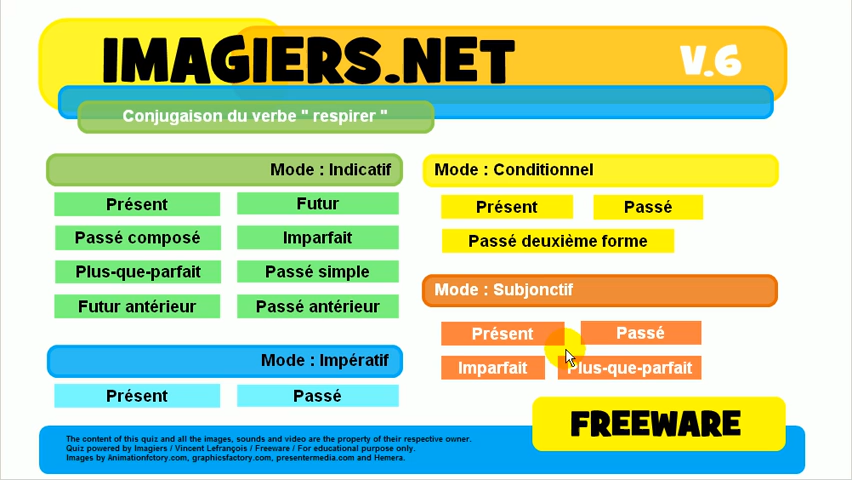 IMAGIERS.NET
V.6
Conjugaison du verbe " respirer "
Mode : Indicatif
Présent
Futur
Passé composé
Imparfait
Plus-que-parfait
Passé simple
Futur antérieur
Passé antérieur
Mode : Impératif
Présent
Passé
Mode : Conditionnel
Présent
Passé
Passé deuxième forme
Mode : Subjonctif
Présent
Passé
Imparfait
Plus-que-parfait
FREEWARE
The content of this quiz and all the images, sounds and video are the property of their respective owner.
Quiz powered by Imagiers / Vincent Lefrançois / Freeware / For educational purpose only.
Images by Animationfctory.com, graphicsfactory.com, presentermedia.com and Hemera.